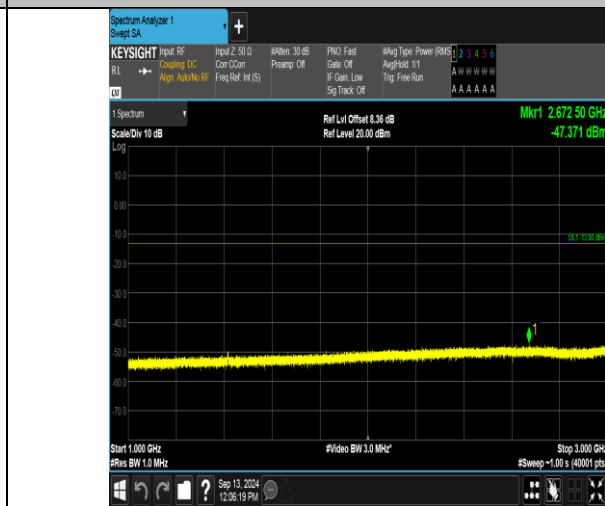 Spectrum Analyzer 1
Swept SA
+
KEYSIGHT Input: RF Input Z: 50 Ω #Atten: 30 dB PNO: Fast #Avg Type: Power (RMS 1 2 3 4 5 6
RL Coupling: DC Corr CCorr Preamp: Off Gate: Off Avg|Hold: 1/1 A W W W W W
Align: Auto/No RF Freq Ref: Int (S) IF Gain: Low Trig: Free Run
LXI Sig Track: Off A A A A A A
1 Spectrum Ref Lvl Offset 8.36 dB Mkr1 2.672 50 GHz
Scale/Div 10 dB Ref Level 20.00 dBm -47.371 dBm
Log
10.0
0.00
-10.0
DL1 -13.00 dBm
-20.0
-30.0
-40.0
1
-50.0
-60.0
-70.0
Start 1.000 GHz #Video BW 3.0 MHz* Stop 3.000 GHz
#Res BW 1.0 MHz #Sweep ~1.00 s (40001 pts
? Sep 13, 2024
12:06:19 PM